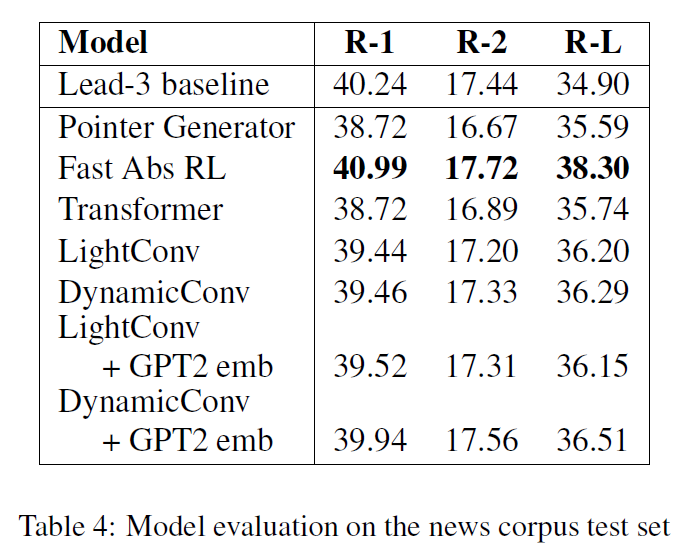 Model R-1 R-2 R-L
Lead-3 baseline 40.24 17.44 34.90
Pointer Generator 38.72 16.67 35.59
Fast Abs RL 40.99 17.72 38.30
Transformer 38.72 16.89 35.74
LightConv 39.44 17.20 36.20
DynamicConv 39.46 17.33 36.29
LightConv
+ GPT2 emb 39.52 17.31 36.15
DynamicConv
+ GPT2 emb 39.94 17.56 36.51
Table 4: Model evaluation on the news corpus test set